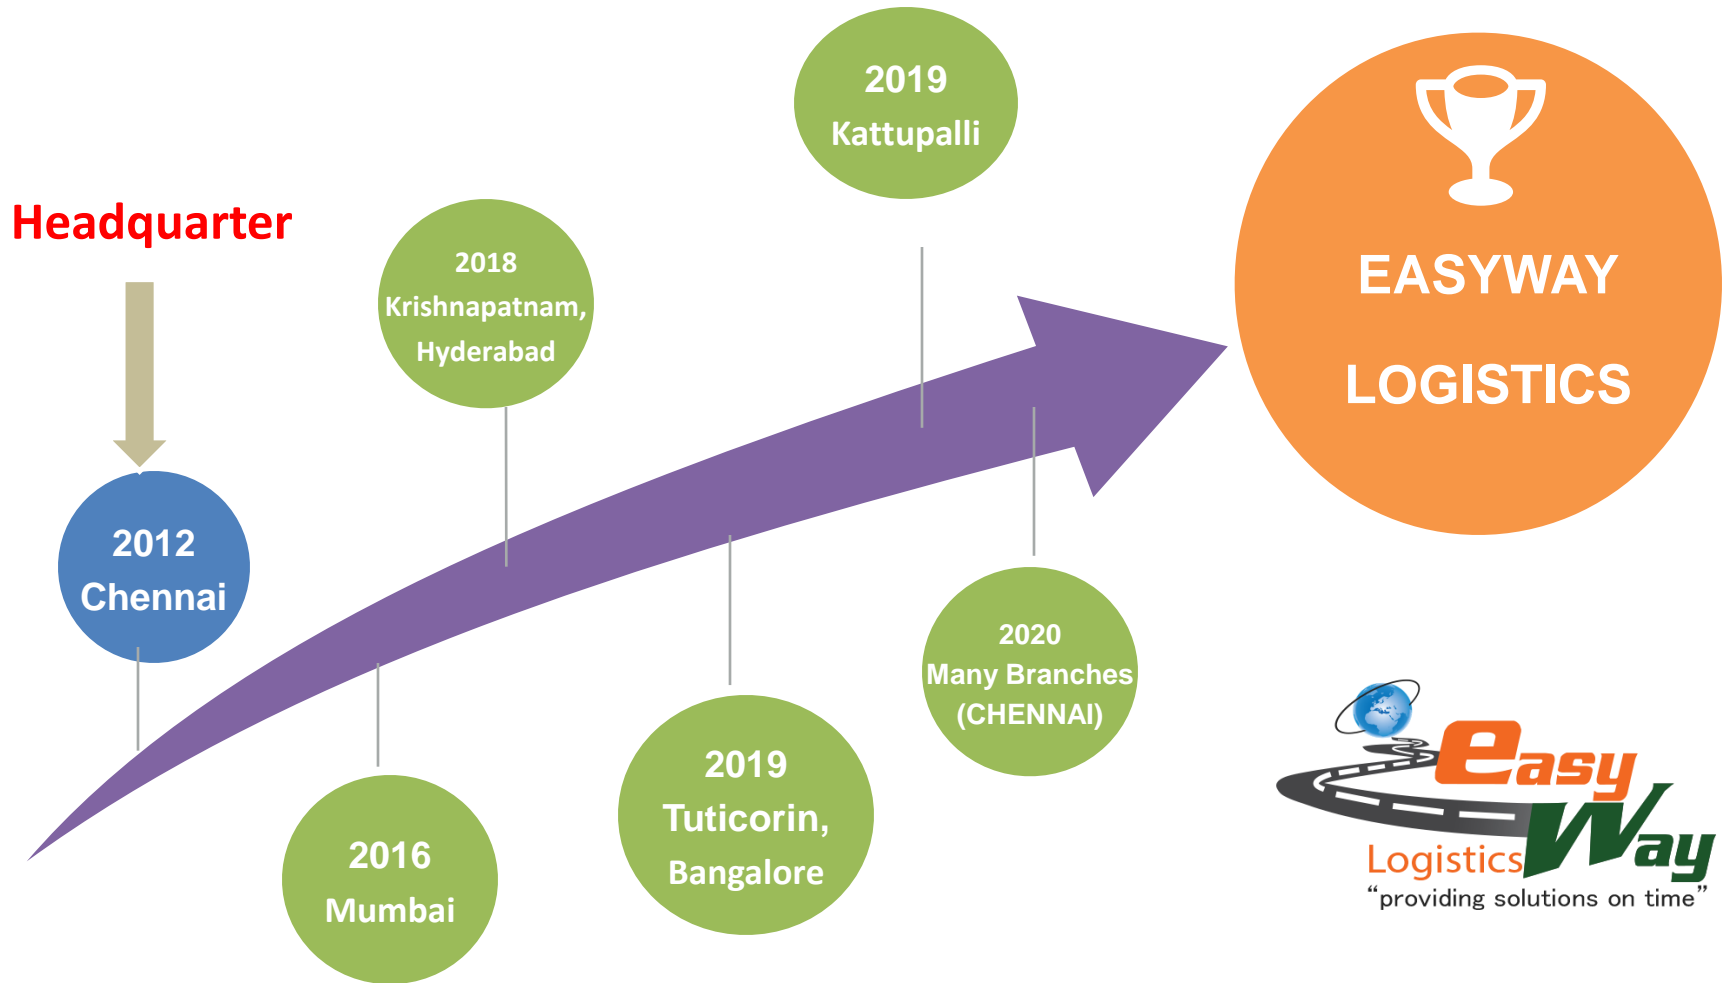 Headquarter
2012
Chennai
2016
Mumbai
2018
Krishnapatnam,
Hyderabad
2019
Tuticorin,
Bangalore
2019
Kattupalli
2020
Many Branches
(CHENNAI)
EASYWAY
LOGISTICS
easy
Way
Logistics
“providing solutions on time”